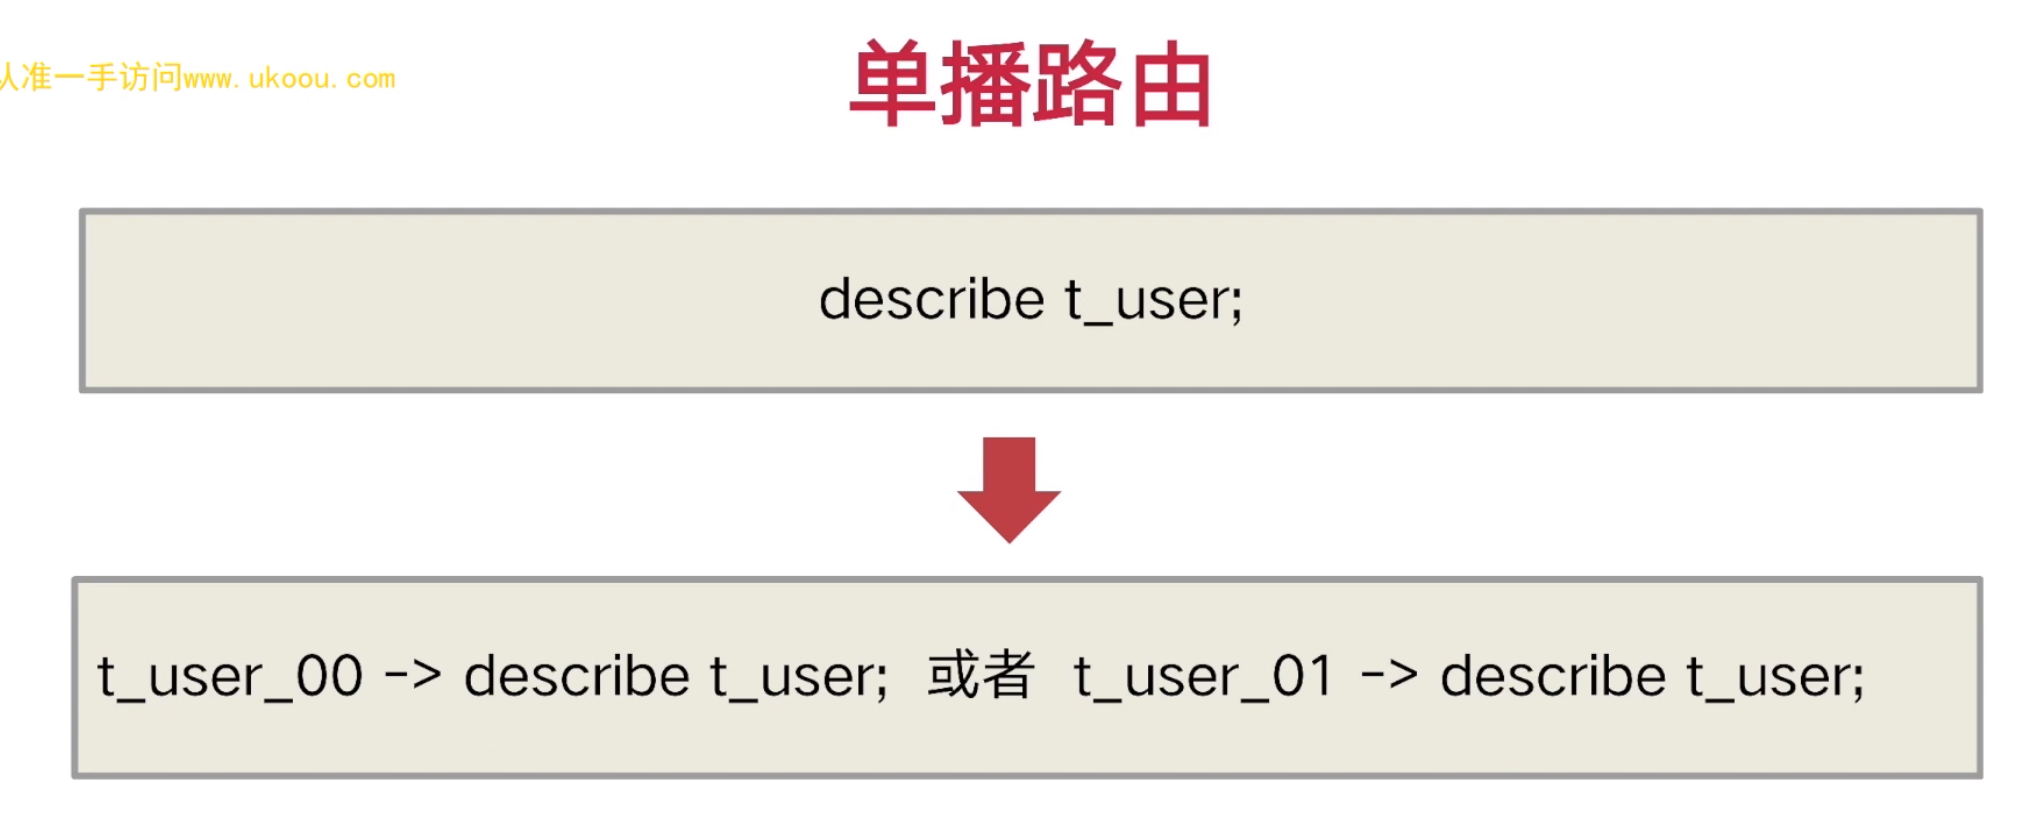 单播路由
认准一手访问www.ukoou.com
describe t_user;
t_user_00 -> describe t_user; 或者 t_user_01 -> describe t_user;